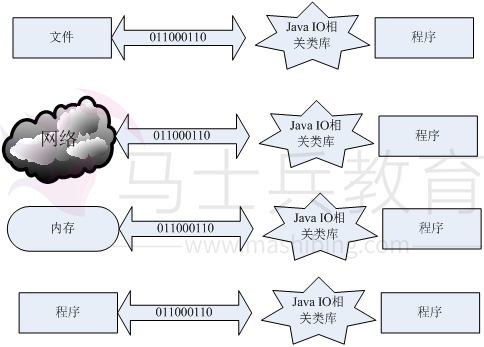 文件
011000110
Java IO相
关类库
程序
网络
011000110
Java IO相
关类库
程序
马士兵教育
内存
011000110
Java IO相
关类库
程序
www.mashibing.com
程序
011000110
Java IO相
关类库
程序